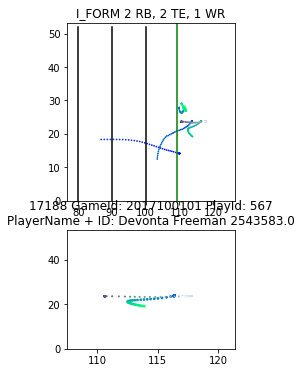 I_FORM 2 RB, 2 TE, 1 WR
50
40
30
20
10
0
80 90 100 110 120
17188 GameId: 2017100101 PlayId: 567
PlayerName + ID: Devonta Freeman 2543583.0
40
20
0
110 115 120